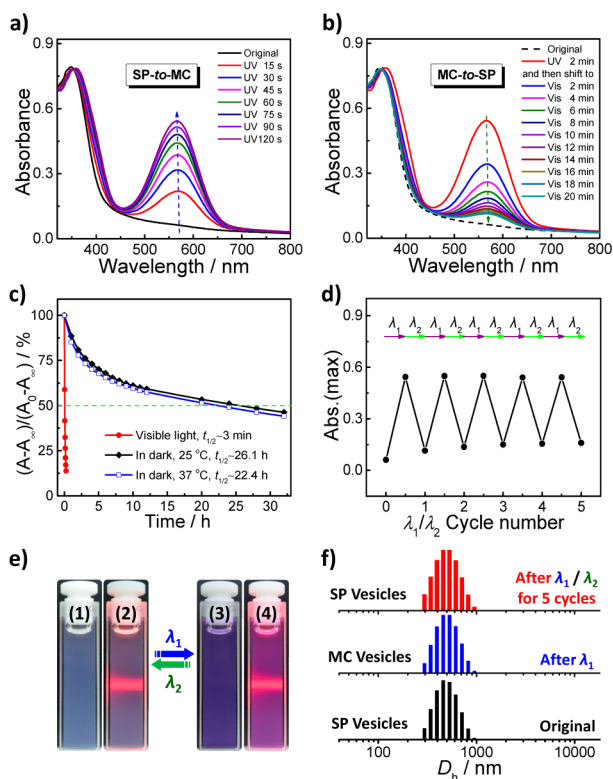 a)
SP-to-MC
Original
UV 15 s
UV 30 s
UV 45 s
UV 60 s
UV 75 s
UV 90 s
UV120 s
0.9
0.6
0.3
0.0
Absorbance
400 500 600 700 800
Wavelength / nm
b)
MC-to-SP
Original
UV 2 min
and then shift to
Vis 2 min
Vis 4 min
Vis 6 min
Vis 8 min
Vis 10 min
Vis 12 min
Vis 14 min
Vis 16 min
Vis 18 min
Vis 20 min
0.9
0.6
0.3
0.0
Absorbance
400 500 600 700 800
Wavelength / nm
c)
100
75
50
25
0
(A-A∞)/(A0-A∞) / %
Visible light, t1/2~3 min
In dark, 25 °C, t1/2~26.1 h
In dark, 37 °C, t1/2~22.4 h
0 5 10 15 20 25 30
Time / h
d)
λ1 λ2 λ1 λ2 λ1 λ2 λ1 λ2 λ1 λ2
0.9
0.6
0.3
0.0
Abs.(max)
0 1 2 3 4 5
λ1/λ2 Cycle number
e)
(1) (2) (3) (4)
λ1
λ2
f)
SP Vesicles
After λ1 / λ2
for 5 cycles
MC Vesicles
After λ1
SP Vesicles
Original
100 1000 10000
Dh / nm